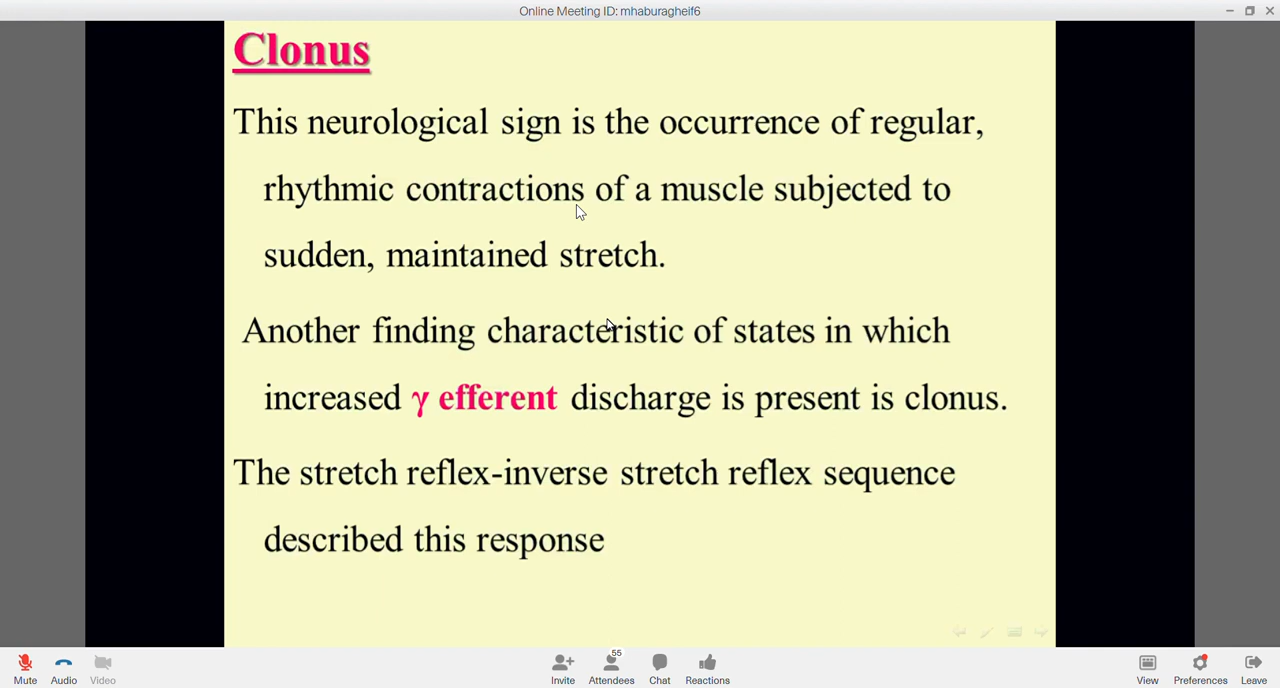 Online Meeting ID: mhaburagheif6
Clonus
This neurological sign is the occurrence of regular,
rhythmic contractions of a muscle subjected to
sudden, maintained stretch.
Another finding characteristic of states in which
increased γ efferent discharge is present is clonus.
The stretch reflex-inverse stretch reflex sequence
described this response
55
Mute Audio Video Invite Attendees Chat Reactions View Preferences Leave